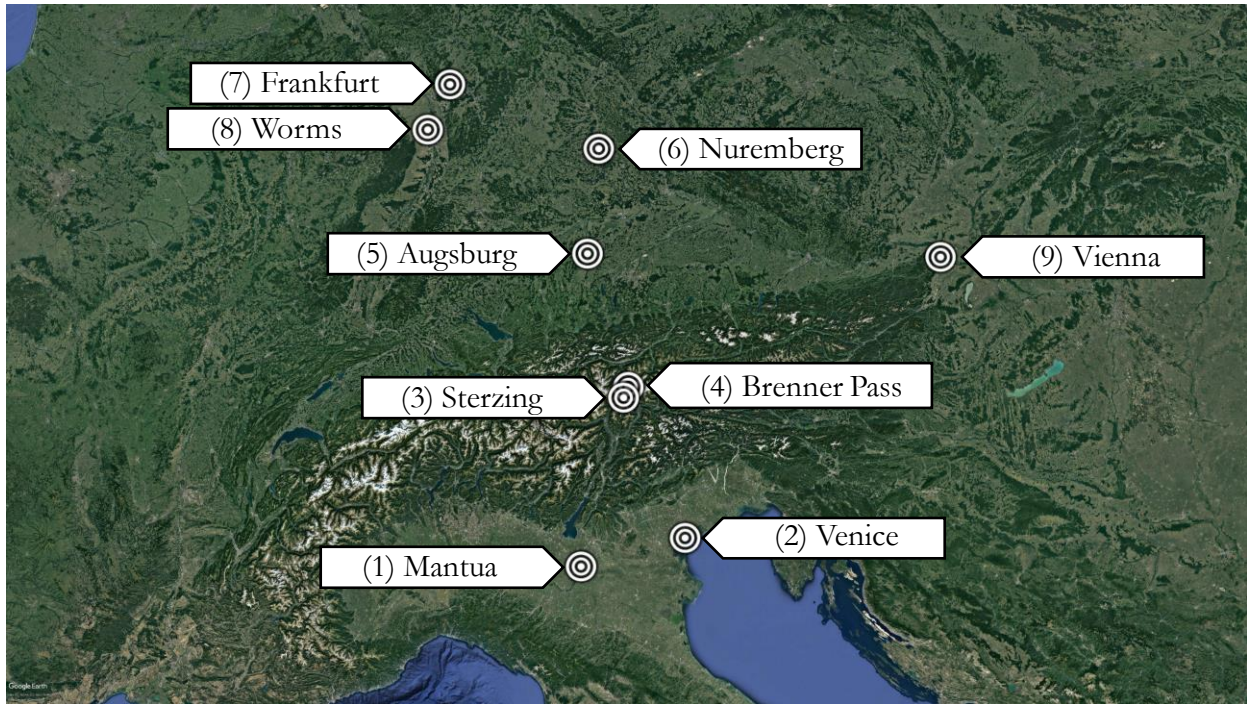 (7) Frankfurt
(8) Worms
(6) Nuremberg
(5) Augsburg
(9) Vienna
(4) Brenner Pass
(3) Sterzing
(2) Venice
(1) Mantua
Google Earth